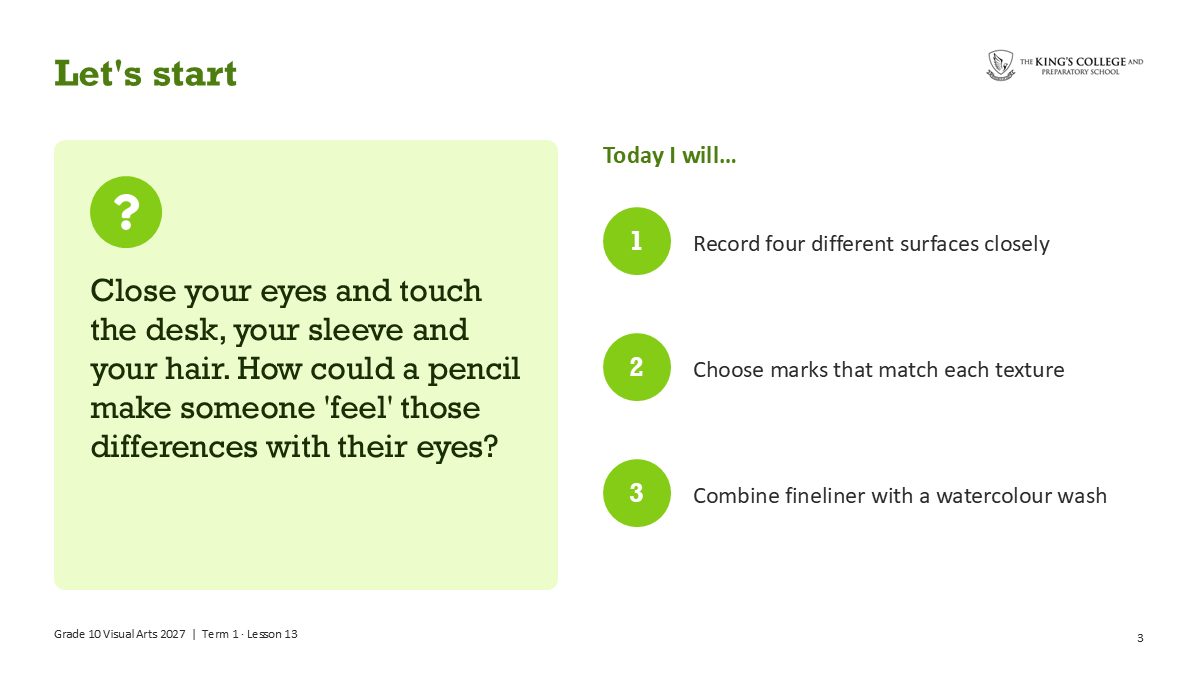 Let's start
THE KING'S COLLEGE AND
PREPARATORY SCHOOL
?
Close your eyes and touch
the desk, your sleeve and
your hair. How could a pencil
make someone 'feel' those
differences with their eyes?
Today I will...
1
Record four different surfaces closely
2
Choose marks that match each texture
3
Combine fineliner with a watercolour wash
Grade 10 Visual Arts 2027 | Term 1 · Lesson 13
3